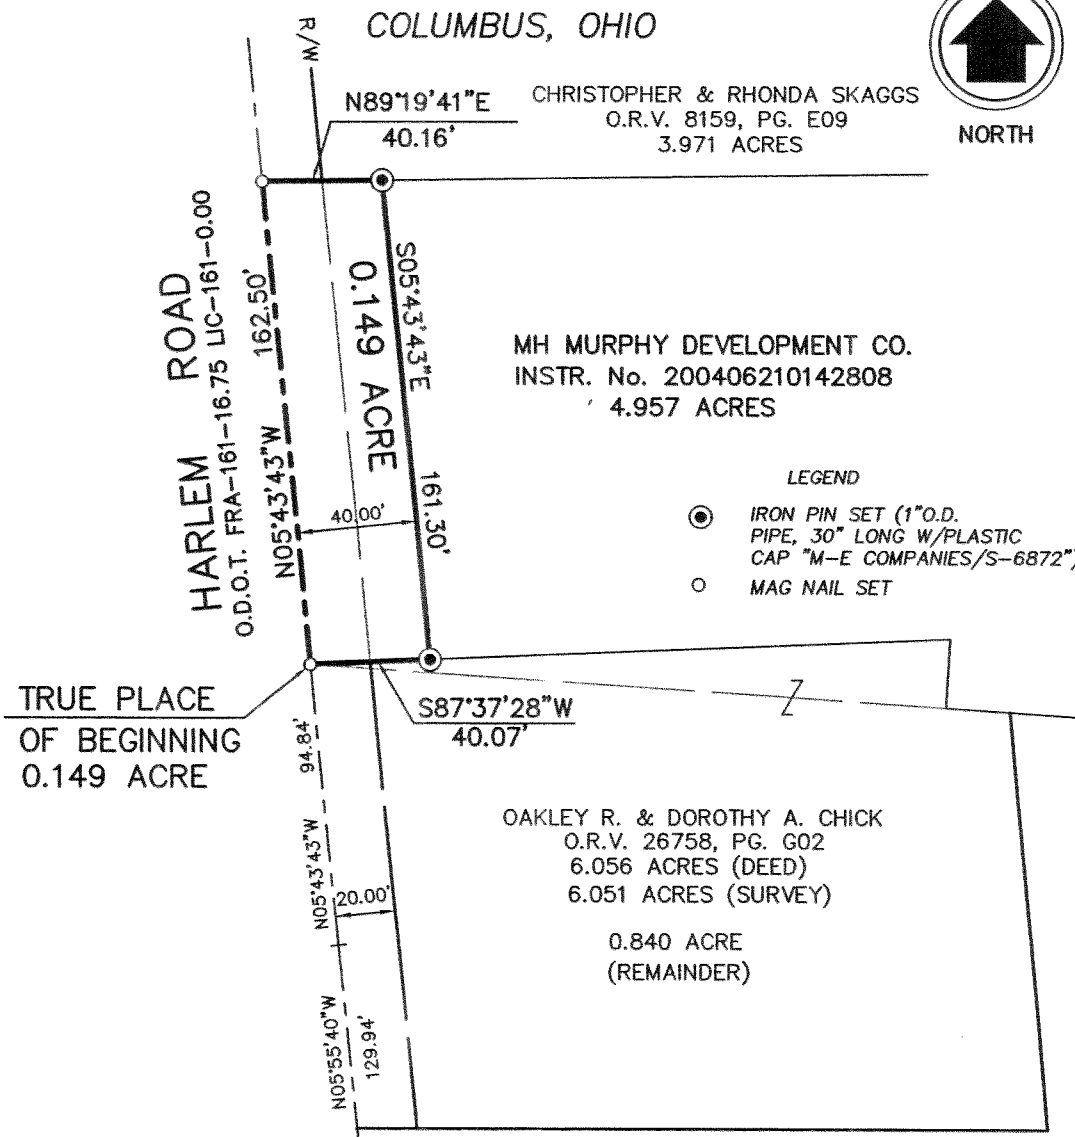 COLUMBUS, OHIO
R/W
N89°19'41"E
40.16'
CHRISTOPHER & RHONDA SKAGGS
O.R.V. 8159, PG. E09
3.971 ACRES
NORTH
HARLEM ROAD
O.D.O.T. FRA-161-16.75 LIC-161-0.00
N05°43'43"W 162.50'
0.149 ACRE
S05°43'43"E 161.30'
40.00'
MH MURPHY DEVELOPMENT CO.
INSTR. No. 200406210142808
4.957 ACRES
LEGEND
IRON PIN SET (1"O.D.
PIPE, 30" LONG W/PLASTIC
CAP "M-E COMPANIES/S-6872")
MAG NAIL SET
TRUE PLACE
OF BEGINNING
0.149 ACRE
S87°37'28"W
40.07'
Z
N05°43'43"W 94.84'
20.00'
OAKLEY R. & DOROTHY A. CHICK
O.R.V. 26758, PG. G02
6.056 ACRES (DEED)
6.051 ACRES (SURVEY)
0.840 ACRE
(REMAINDER)
N05°55'40"W
129.94'